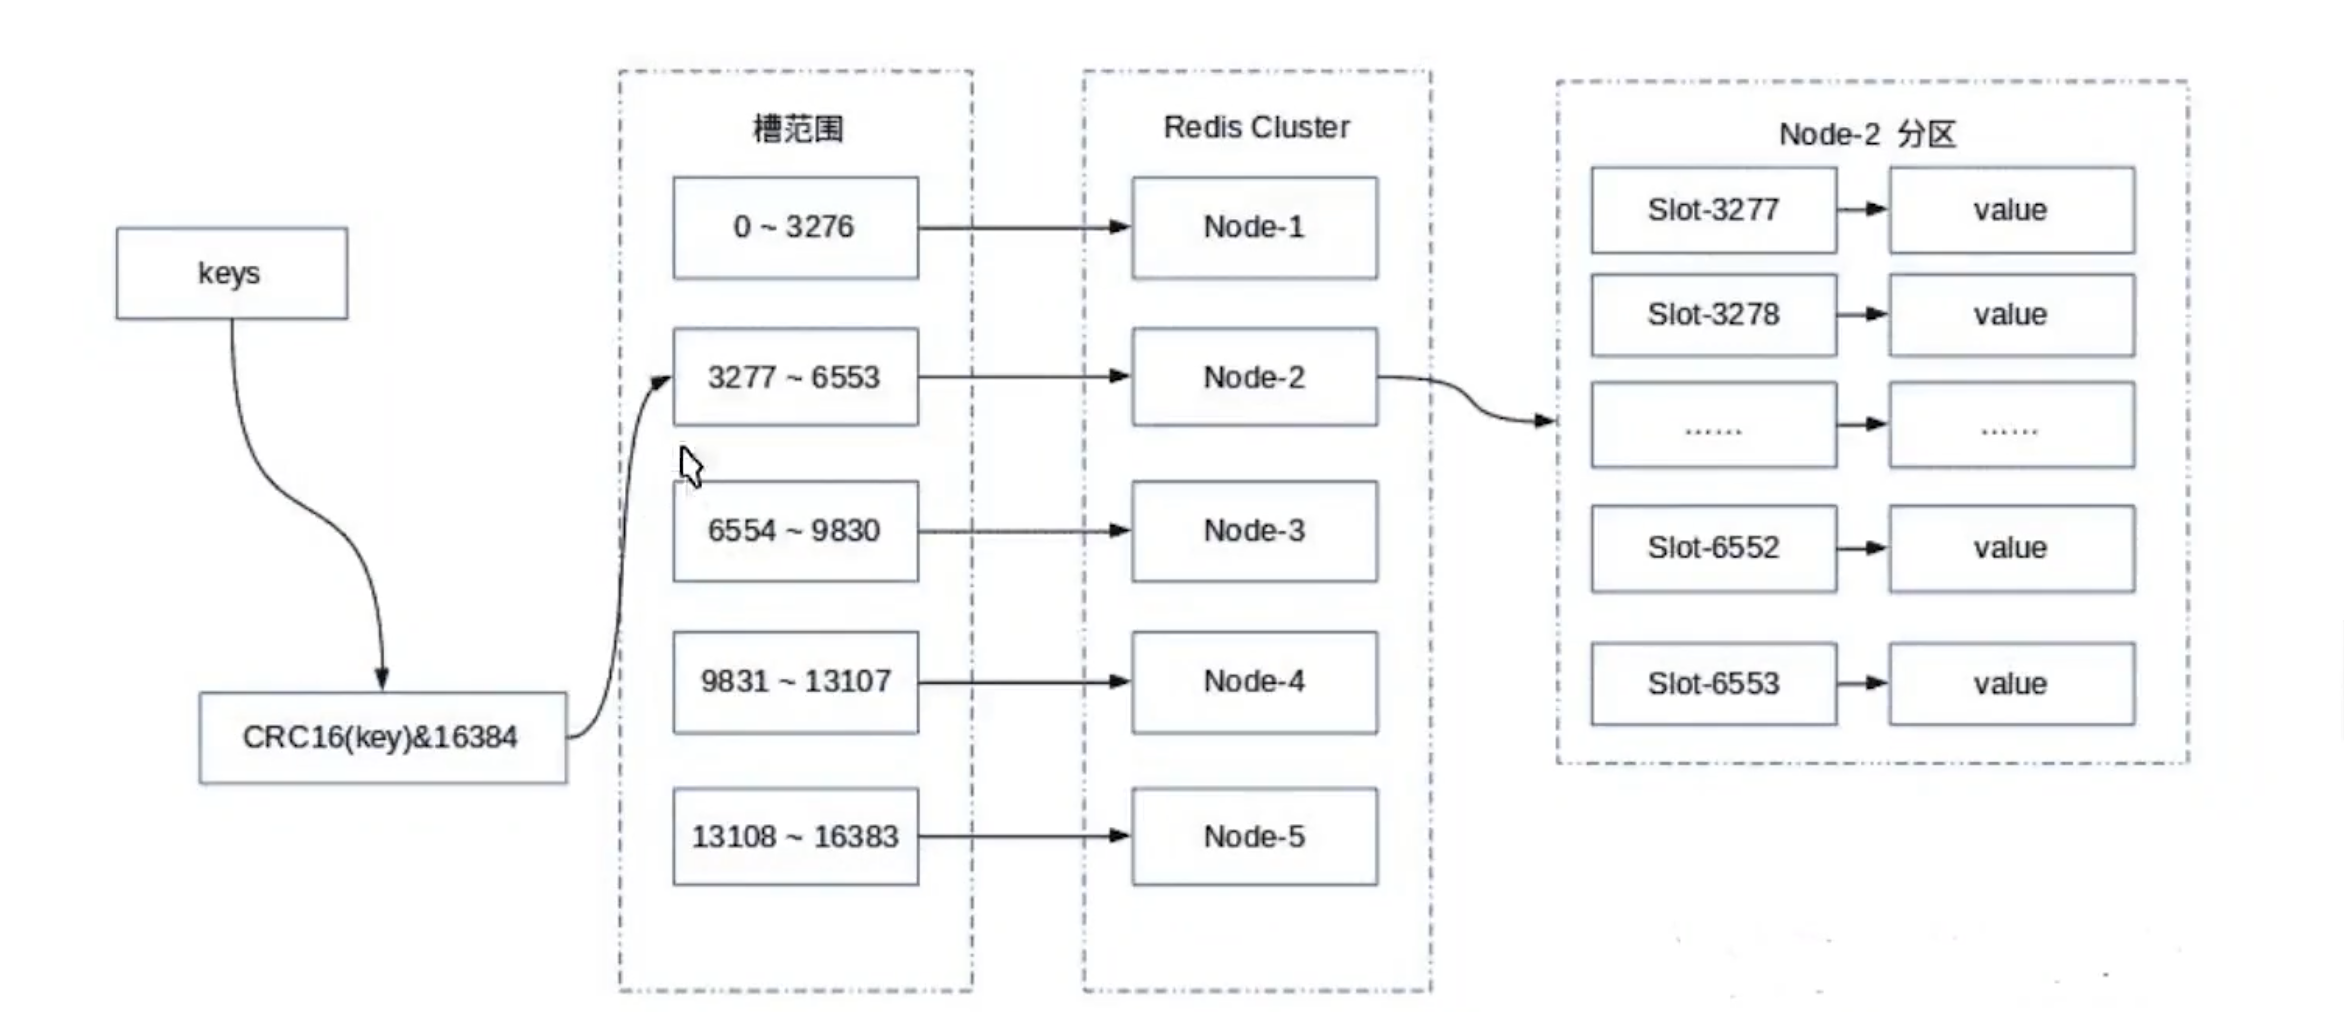 keys
CRC16(key)&16384
槽范围
0 ~ 3276
3277 ~ 6553
6554 ~ 9830
9831 ~ 13107
13108 ~ 16383
Redis Cluster
Node-1
Node-2
Node-3
Node-4
Node-5
Node-2 分区
Slot-3277
value
Slot-3278
value
......
......
Slot-6552
value
Slot-6553
value